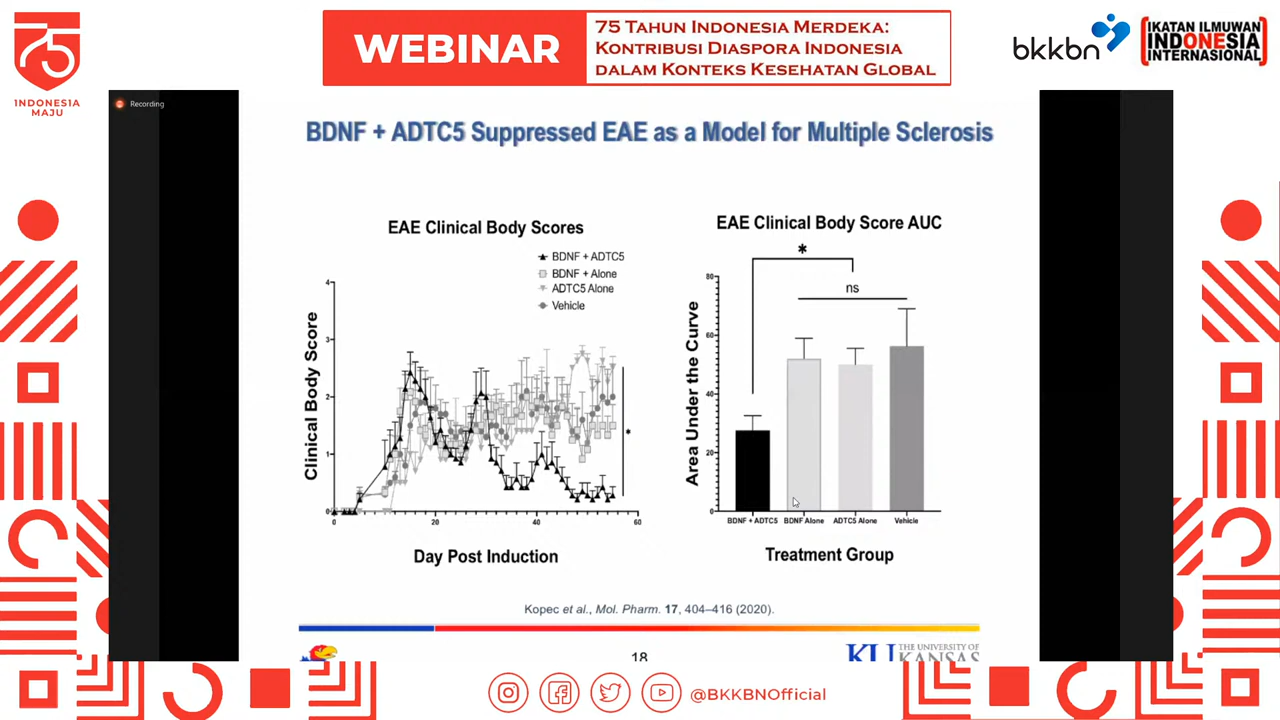 75
INDONESIA
MAJU
WEBINAR
75 TAHUN INDONESIA MERDEKA:
KONTRIBUSI DIASPORA INDONESIA
DALAM KONTEKS KESEHATAN GLOBAL
bkkbn
IKATAN ILMUWAN
INDONESIA
INTERNASIONAL
Recording
BDNF + ADTC5 Suppressed EAE as a Model for Multiple Sclerosis
EAE Clinical Body Scores
BDNF + ADTC5
BDNF + Alone
ADTC5 Alone
Vehicle
Clinical Body Score
4
3
2
1
0
0 20 40 60
*
Day Post Induction
EAE Clinical Body Score AUC
*
ns
Area Under the Curve
80
60
40
20
0
BDNF + ADTC5 BDNF Alone ADTC5 Alone Vehicle
Treatment Group
Kopec et al., Mol. Pharm. 17, 404–416 (2020).
18
KU THE UNIVERSITY OF
KANSAS
@BKKBNOfficial